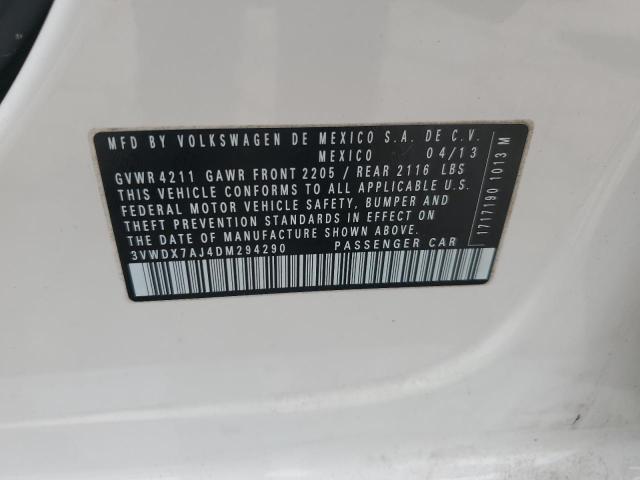 MFD BY VOLKSWAGEN DE MEXICO S.A. DE C.V.
MEXICO 04/13
GVWR 4211 GAWR FRONT 2205 / REAR 2116 LBS
THIS VEHICLE CONFORMS TO ALL APPLICABLE U.S.
FEDERAL MOTOR VEHICLE SAFETY, BUMPER AND
THEFT PREVENTION STANDARDS IN EFFECT ON
THE DATE OF MANUFACTURE SHOWN ABOVE.
3VWDX7AJ4DM294290 PASSENGER CAR
1717190 1013 M